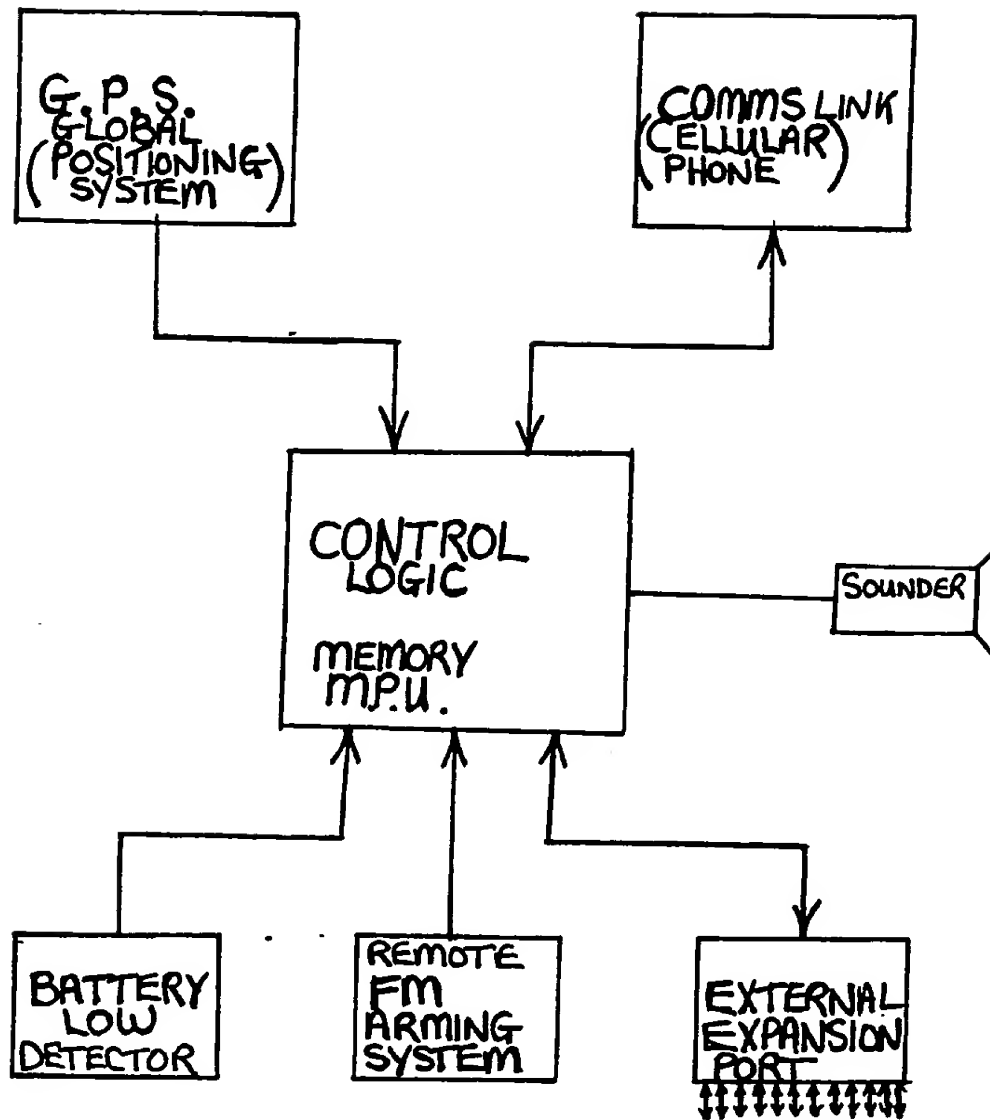 G.P.S.
GLOBAL
(POSITIONING)
SYSTEM
COMMS LINK
(CELLULAR)
PHONE
CONTROL
LOGIC
MEMORY
M.P.U.
SOUNDER
BATTERY
LOW
DETECTOR
REMOTE
FM
ARMING
SYSTEM
EXTERNAL
EXPANSION
PORT